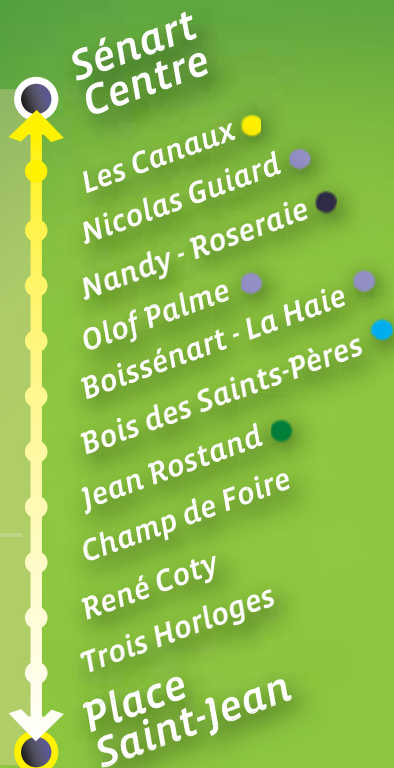 Sénart
Centre
Les Canaux
Nicolas Guiard
Nandy - Roseraie
Olof Palme
Boissénart - La Haie
Bois des Saints-Pères
Jean Rostand
Champ de Foire
René Coty
Trois Horloges
Place
Saint-Jean